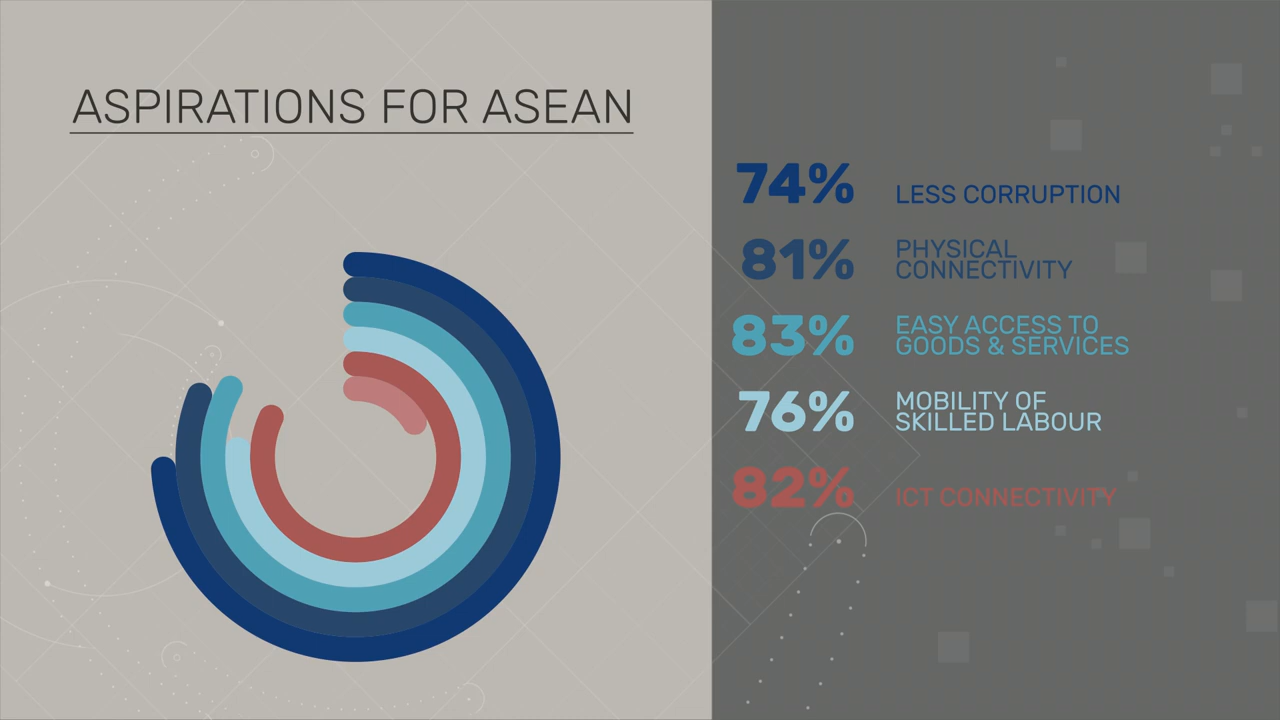 ASPIRATIONS FOR ASEAN
74% LESS CORRUPTION
81% PHYSICAL
CONNECTIVITY
83% EASY ACCESS TO
GOODS & SERVICES
76% MOBILITY OF
SKILLED LABOUR
82% ICT CONNECTIVITY